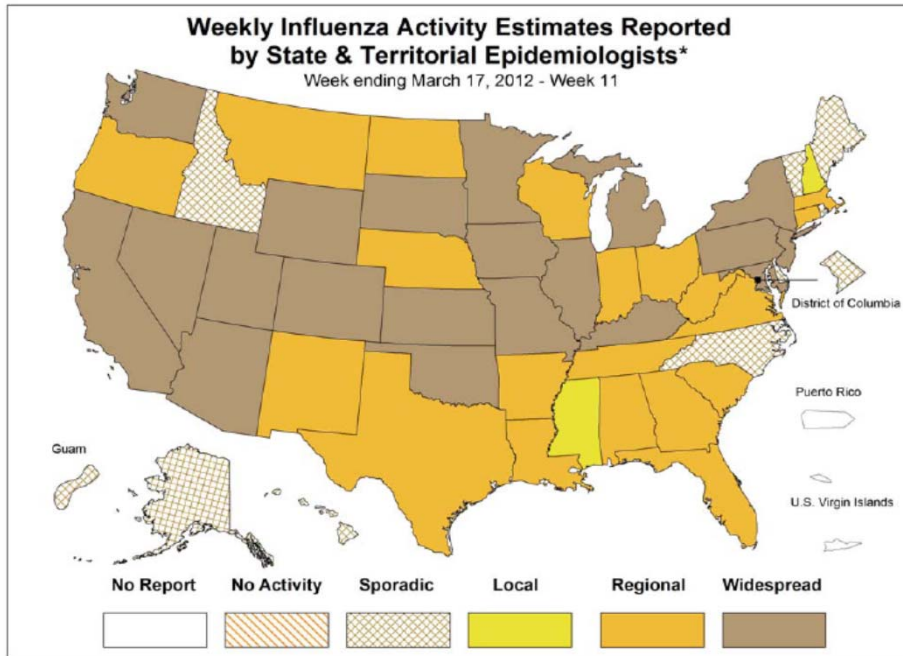 Weekly Influenza Activity Estimates Reported
by State & Territorial Epidemiologists*
Week ending March 17, 2012 - Week 11
District of Columbia
Puerto Rico
Guam
U.S. Virgin Islands
No Report No Activity Sporadic Local Regional Widespread